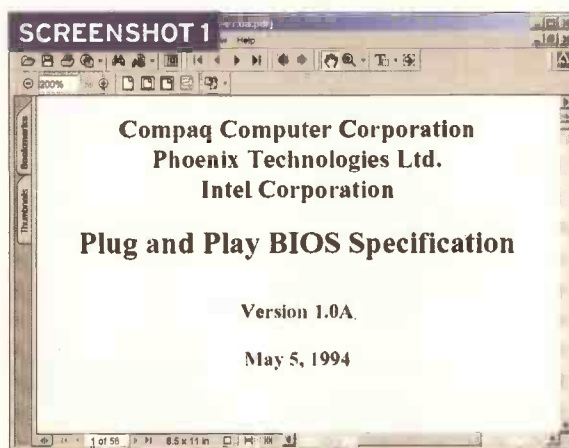 SCREENSHOT 1
Help
200%
Bookmarks
Thumbnails
Compaq Computer Corporation
Phoenix Technologies Ltd.
Intel Corporation
Plug and Play BIOS Specification
Version 1.0A
May 5, 1994
1 of 56
8.5 x 11 in